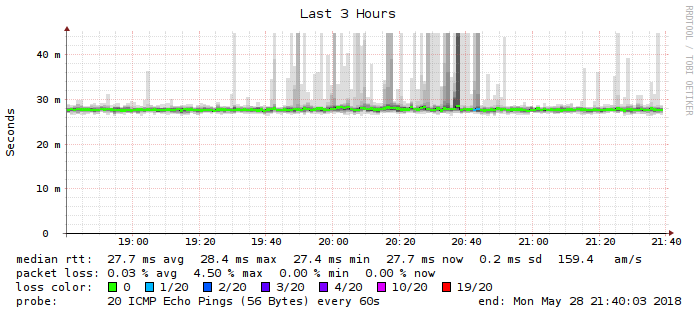 Last 3 Hours
RRDTOOL / TOBI OETIKER
Seconds
40 m
30 m
20 m
10 m
0
19:00 19:20 19:40 20:00 20:20 20:40 21:00 21:20 21:40
median rtt: 27.7 ms avg 28.4 ms max 27.4 ms min 27.7 ms now 0.2 ms sd 159.4 am/s
packet loss: 0.03 % avg 4.50 % max 0.00 % min 0.00 % now
loss color: 0 1/20 2/20 3/20 4/20 10/20 19/20
probe: 20 ICMP Echo Pings (56 Bytes) every 60s end: Mon May 28 21:40:03 2018